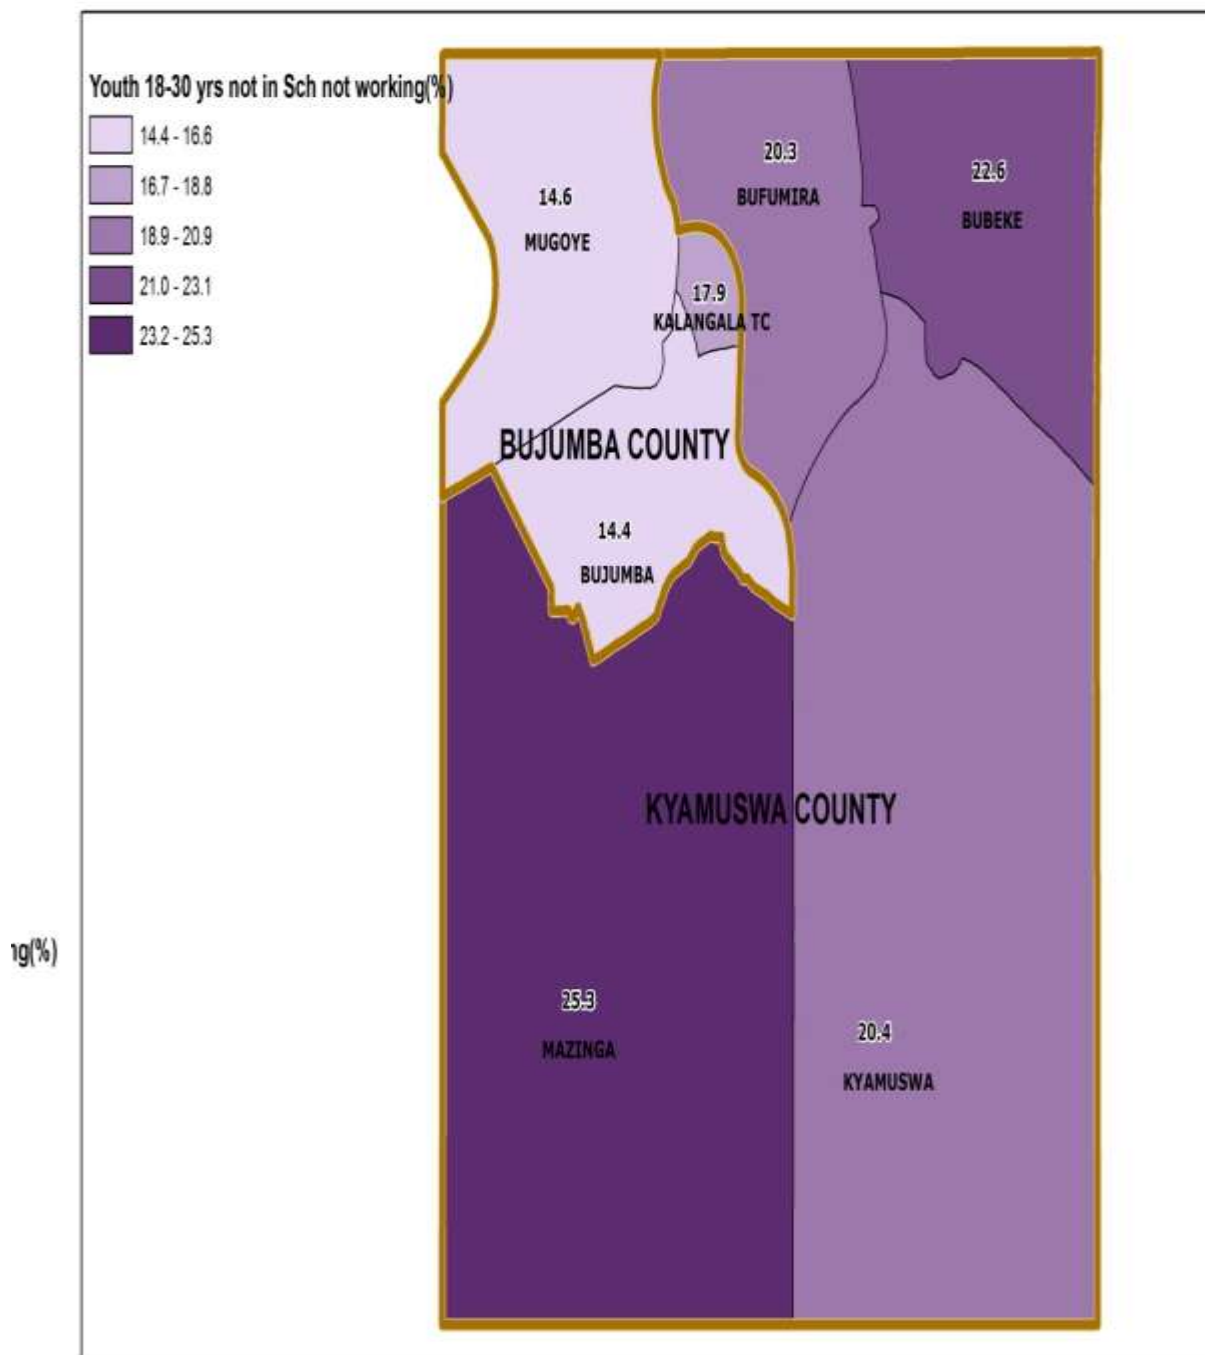 Youth 18-30 yrs not in Sch not working(%)
14.4 - 16.6
16.7 - 18.8
18.9 - 20.9
21.0 - 23.1
23.2 - 25.3
20.3
BUFUMIRA
22.6
BUBEKE
14.6
MUGOYE
17.9
KALANGALA TC
BUJUMBA COUNTY
14.4
BUJUMBA
KYAMUSWA COUNTY
ng(%)
25.3
MAZINGA
20.4
KYAMUSWA